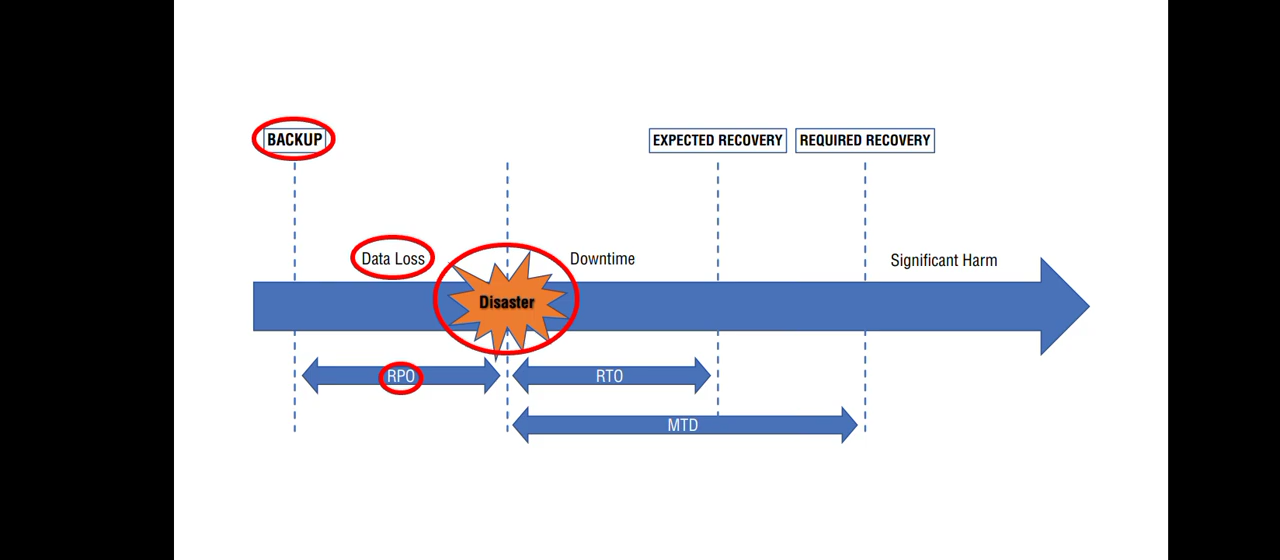 BACKUP
EXPECTED RECOVERY
REQUIRED RECOVERY
Data Loss
Downtime
Significant Harm
Disaster
RPO
RTO
MTD